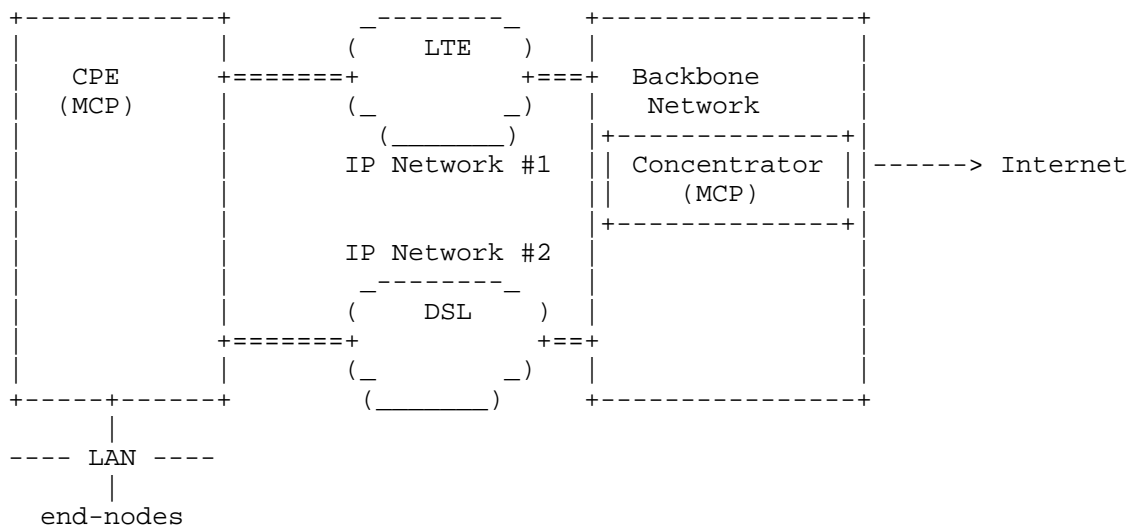 LTE
CPE Backbone
(MCP) Network
IP Network #1 Concentrator Internet
(MCP)
IP Network #2
DSL
LAN
end-nodes